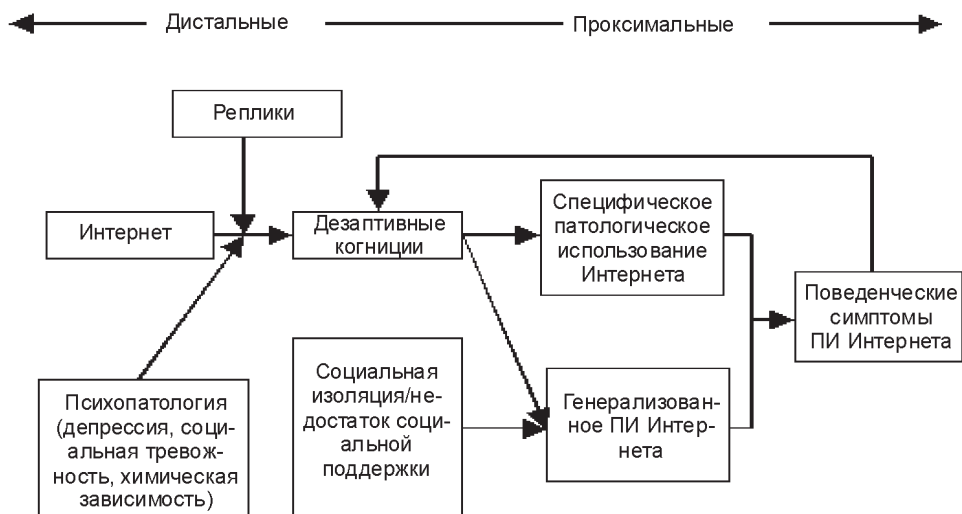 Дистальные
Проксимальные
Реплики
Интернет
Дезаптивные
когниции
Специфическое
патологическое
использование
Интернета
Поведенческие
симптомы
ПИ Интернета
Психопатология
(депрессия, соци-
альная тревож-
ность, химическая
зависимость)
Социальная
изоляция/не-
достаток соци-
альной
поддержки
Генерализован-
ное ПИ Интер-
нета